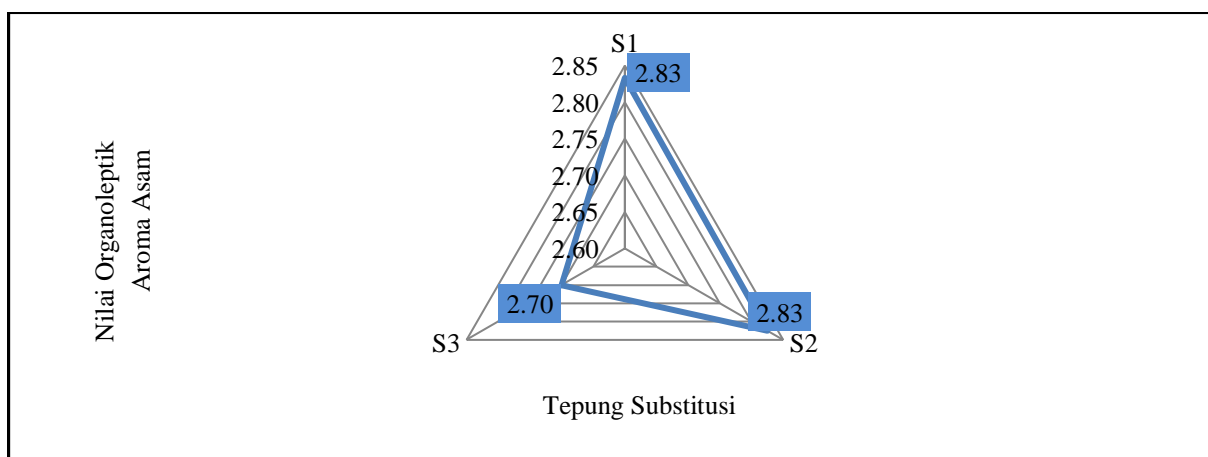 S1
2.85
2.83
2.80
2.75
2.70
2.65
2.60
2.70
2.83
S3
S2
Nilai Organoleptik
Aroma Asam
Tepung Substitusi